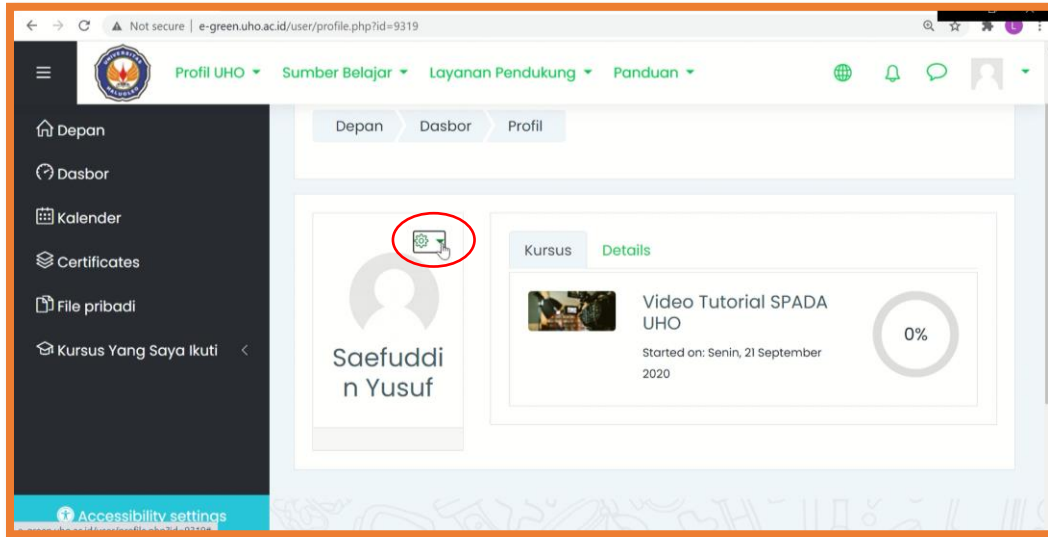 Not secure | e-green.uho.ac.id/user/profile.php?id=9319
L
Profil UHO Sumber Belajar Layanan Pendukung Panduan
Depan
Dasbor
Kalender
Certificates
File pribadi
Kursus Yang Saya Ikuti
Depan Dasbor Profil
Saefuddi
n Yusuf
Kursus Details
Video Tutorial SPADA
UHO
Started on: Senin, 21 September
2020
0%
Accessibility settings